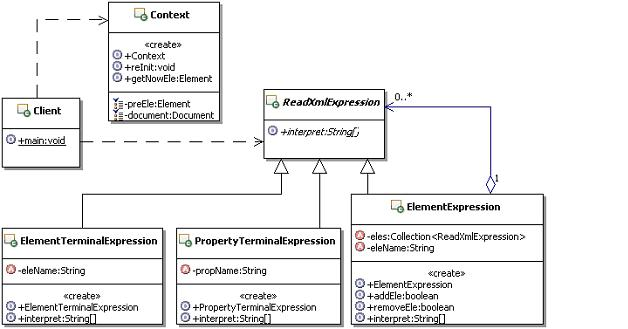 Context
«create»
+Context
+reInit:void
+getNowEle:Element
-preEle:Element
-document:Document
Client
+main:void
ReadXmlExpression
+interpret:String[]
0..*
1
ElementTerminalExpression
-eleName:String
«create»
+ElementTerminalExpression
+interpret:String[]
PropertyTerminalExpression
-propName:String
«create»
+PropertyTerminalExpression
+interpret:String[]
ElementExpression
-eles:Collection<ReadXmlExpression>
-eleName:String
«create»
+ElementExpression
+addEle:boolean
+removeEle:boolean
+interpret:String[]